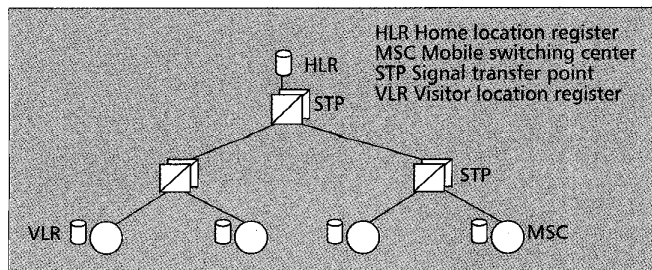 HLR Home location register
MSC Mobile switching center
STP Signal transfer point
VLR Visitor location register
HLR
STP
STP
VLR
MSC